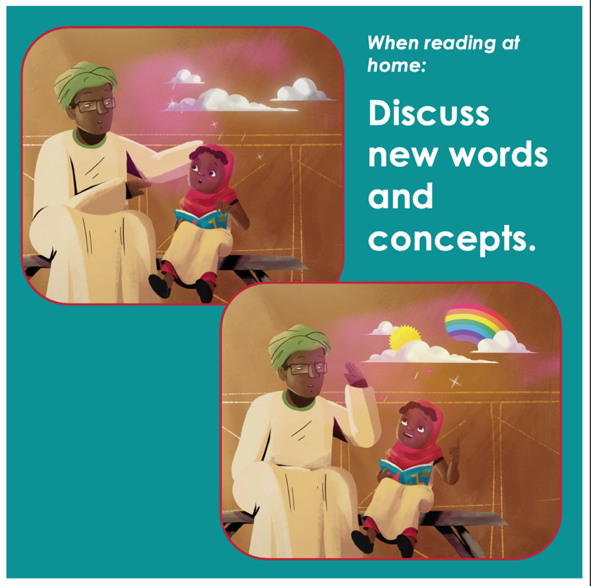 When reading at
home:
Discuss
new words
and
concepts.